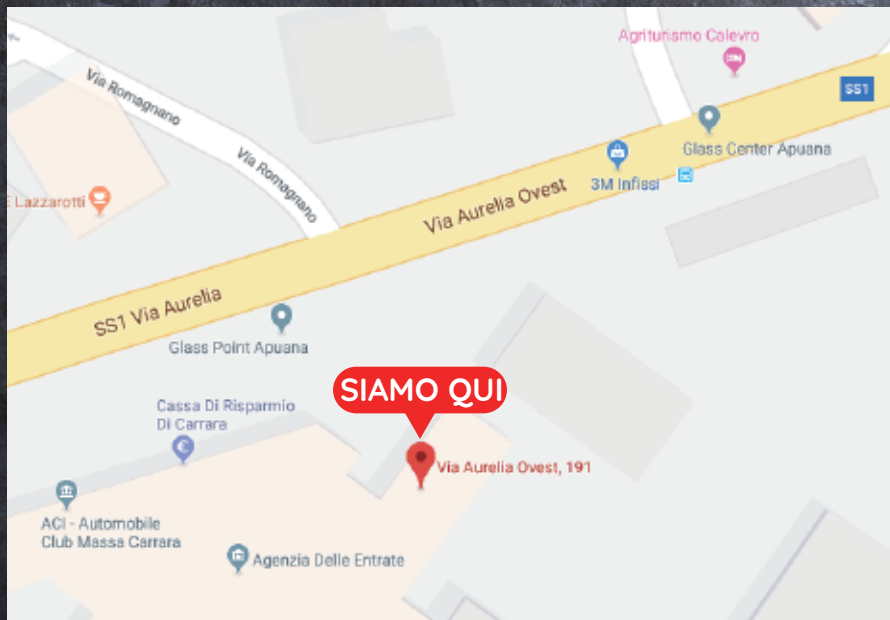 Agriturismo Calevro
SS1
Via Romagnano
Glass Center Apuana
Via Romagnano
3M Infissi
Via Aurelia Ovest
Lazzarotti
SS1 Via Aurelia
Glass Point Apuana
SIAMO QUI
Cassa Di Risparmio
Di Carrara
Via Aurelia Ovest, 191
ACI - Automobile
Club Massa Carrara
Agenzia Delle Entrate